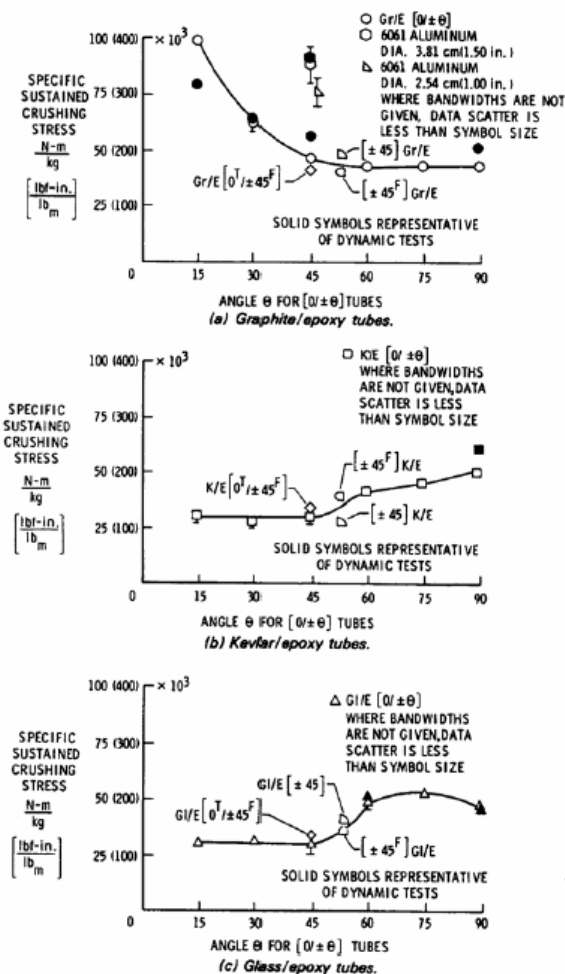 100 (400) × 10³
○ Gr/E [0/±θ]
○ 6061 ALUMINUM
DIA. 3.81 cm(1.50 in.)
6061 ALUMINUM
DIA. 2.54 cm(1.00 in.)
WHERE BANDWIDTHS ARE NOT
GIVEN, DATA SCATTER IS
LESS THAN SYMBOL SIZE
SPECIFIC
SUSTAINED
CRUSHING
STRESS
N-m
kg
[lbf-in.
lbm]
75 (300)
50 (200)
25 (100)
0
[±45] Gr/E
Gr/E [0ᵀ/±45ᶠ]
[±45ᶠ] Gr/E
SOLID SYMBOLS REPRESENTATIVE
OF DYNAMIC TESTS
15 30 45 60 75 90
ANGLE θ FOR [0/±θ] TUBES
(a) Graphite/epoxy tubes.
100 (400) × 10³
□ K/E [0/±θ]
WHERE BANDWIDTHS
ARE NOT GIVEN, DATA
SCATTER IS LESS
THAN SYMBOL SIZE
SPECIFIC
SUSTAINED
CRUSHING
STRESS
N-m
kg
[lbf-in.
lbm]
75 (300)
50 (200)
25 (100)
0
K/E [0ᵀ/±45ᶠ]
[±45ᶠ] K/E
[±45] K/E
SOLID SYMBOLS REPRESENTATIVE
OF DYNAMIC TESTS
15 30 45 60 75 90
ANGLE θ FOR [0/±θ] TUBES
(b) Kevlar/epoxy tubes.
100 (400) × 10³
△ Gl/E [0/±θ]
WHERE BANDWIDTHS
ARE NOT GIVEN, DATA
SCATTER IS LESS
THAN SYMBOL SIZE
SPECIFIC
SUSTAINED
CRUSHING
STRESS
N-m
kg
[lbf-in.
lbm]
75 (300)
50 (200)
25 (100)
0
Gl/E [±45]
Gl/E [0ᵀ/±45ᶠ]
[±45ᶠ] Gl/E
SOLID SYMBOLS REPRESENTATIVE
OF DYNAMIC TESTS
15 30 45 60 75 90
ANGLE θ FOR [0/±θ] TUBES
(c) Glass/epoxy tubes.